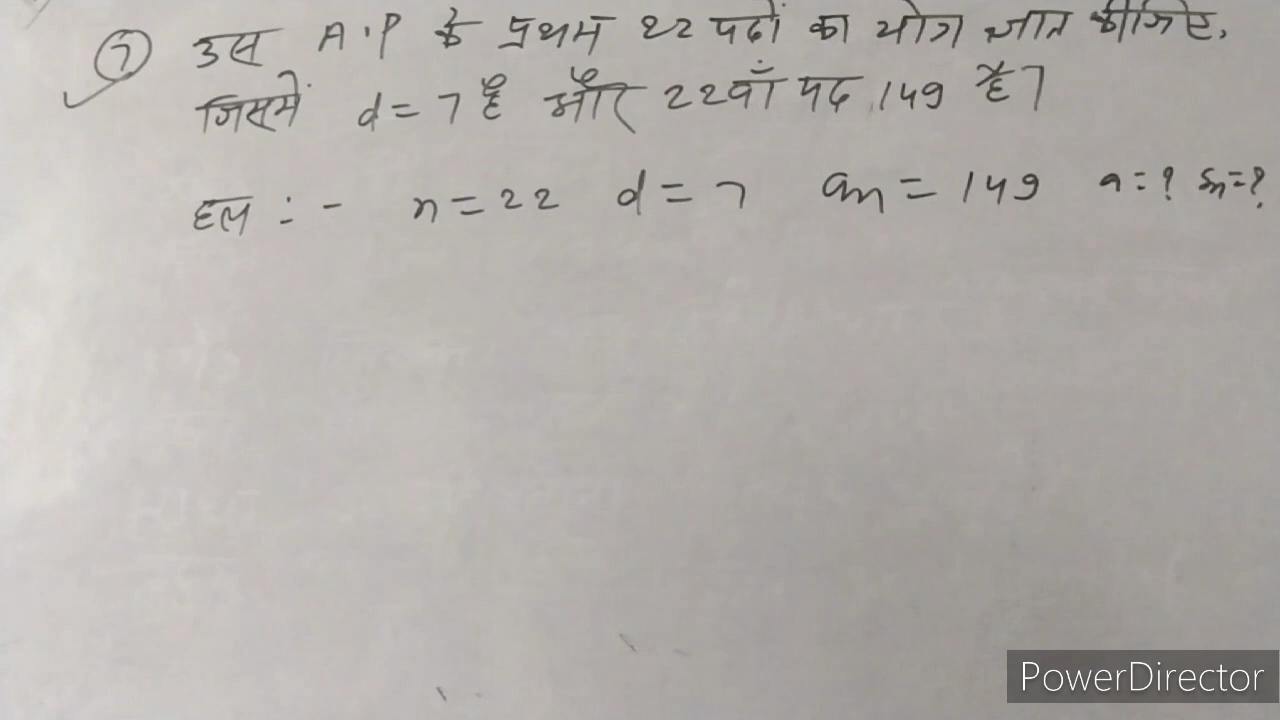 ⑦ उस A.P के प्रथम 22 पदों का योग ज्ञात कीजिए,
जिसमें d = 7 है और 22वाँ पद 149 है।
हल :- n = 22 d = 7 an = 149 a = ? Sn = ?
PowerDirector